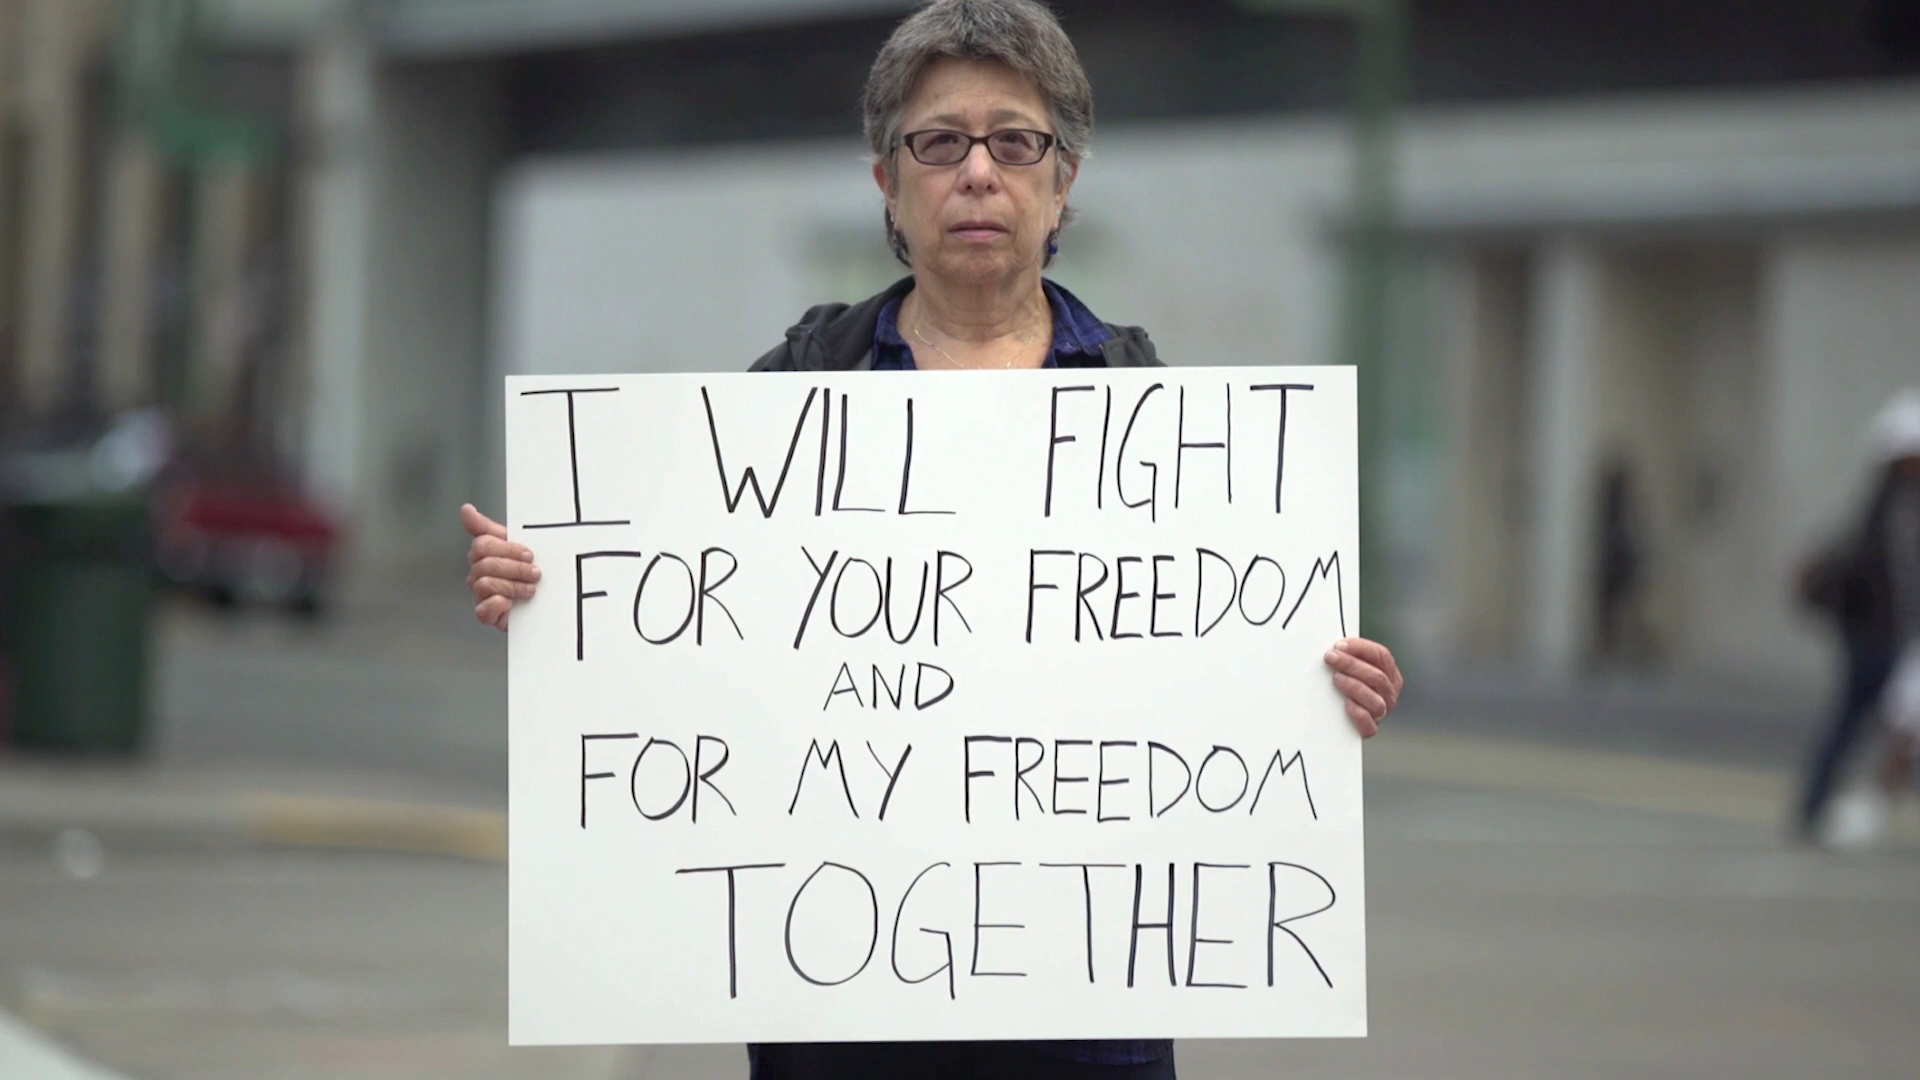 I WILL FIGHT
FOR YOUR FREEDOM
AND
FOR MY FREEDOM
TOGETHER